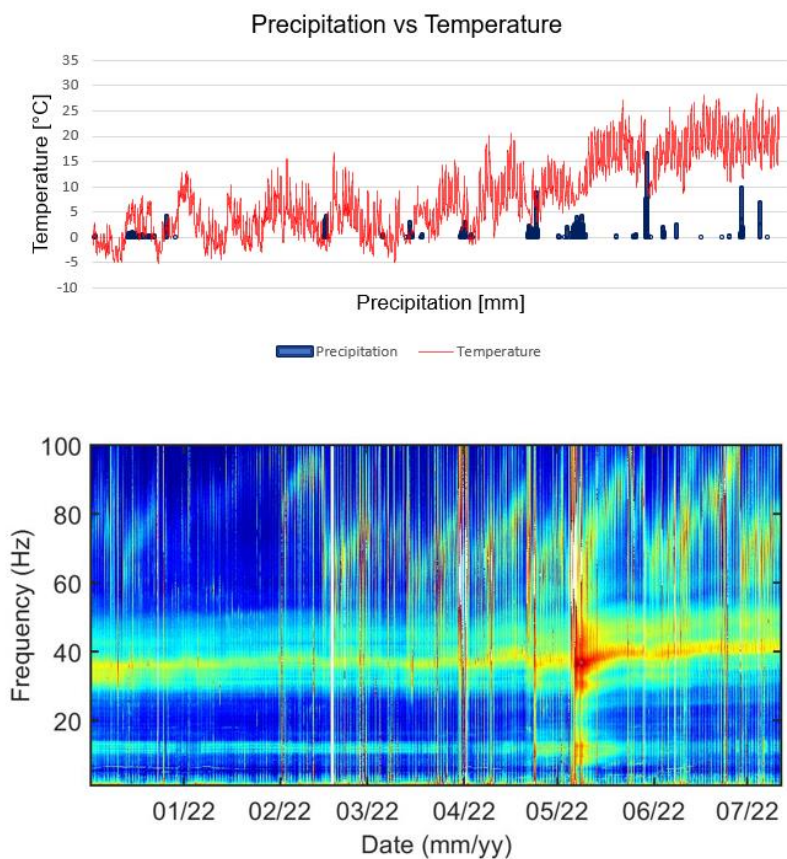 Precipitation vs Temperature
Temperature [°C]
35
30
25
20
15
10
5
0
-5
-10
Precipitation [mm]
Precipitation Temperature
Frequency (Hz)
100
80
60
40
20
01/22 02/22 03/22 04/22 05/22 06/22 07/22
Date (mm/yy)